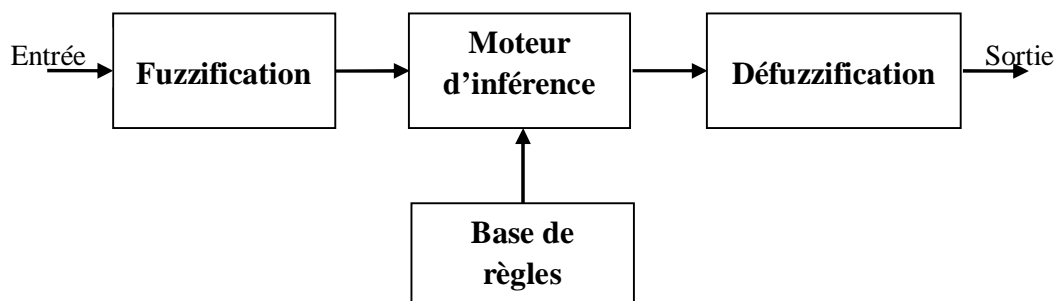 Entrée
Fuzzification
Moteur
d’inférence
Défuzzification
Sortie
Base de
règles